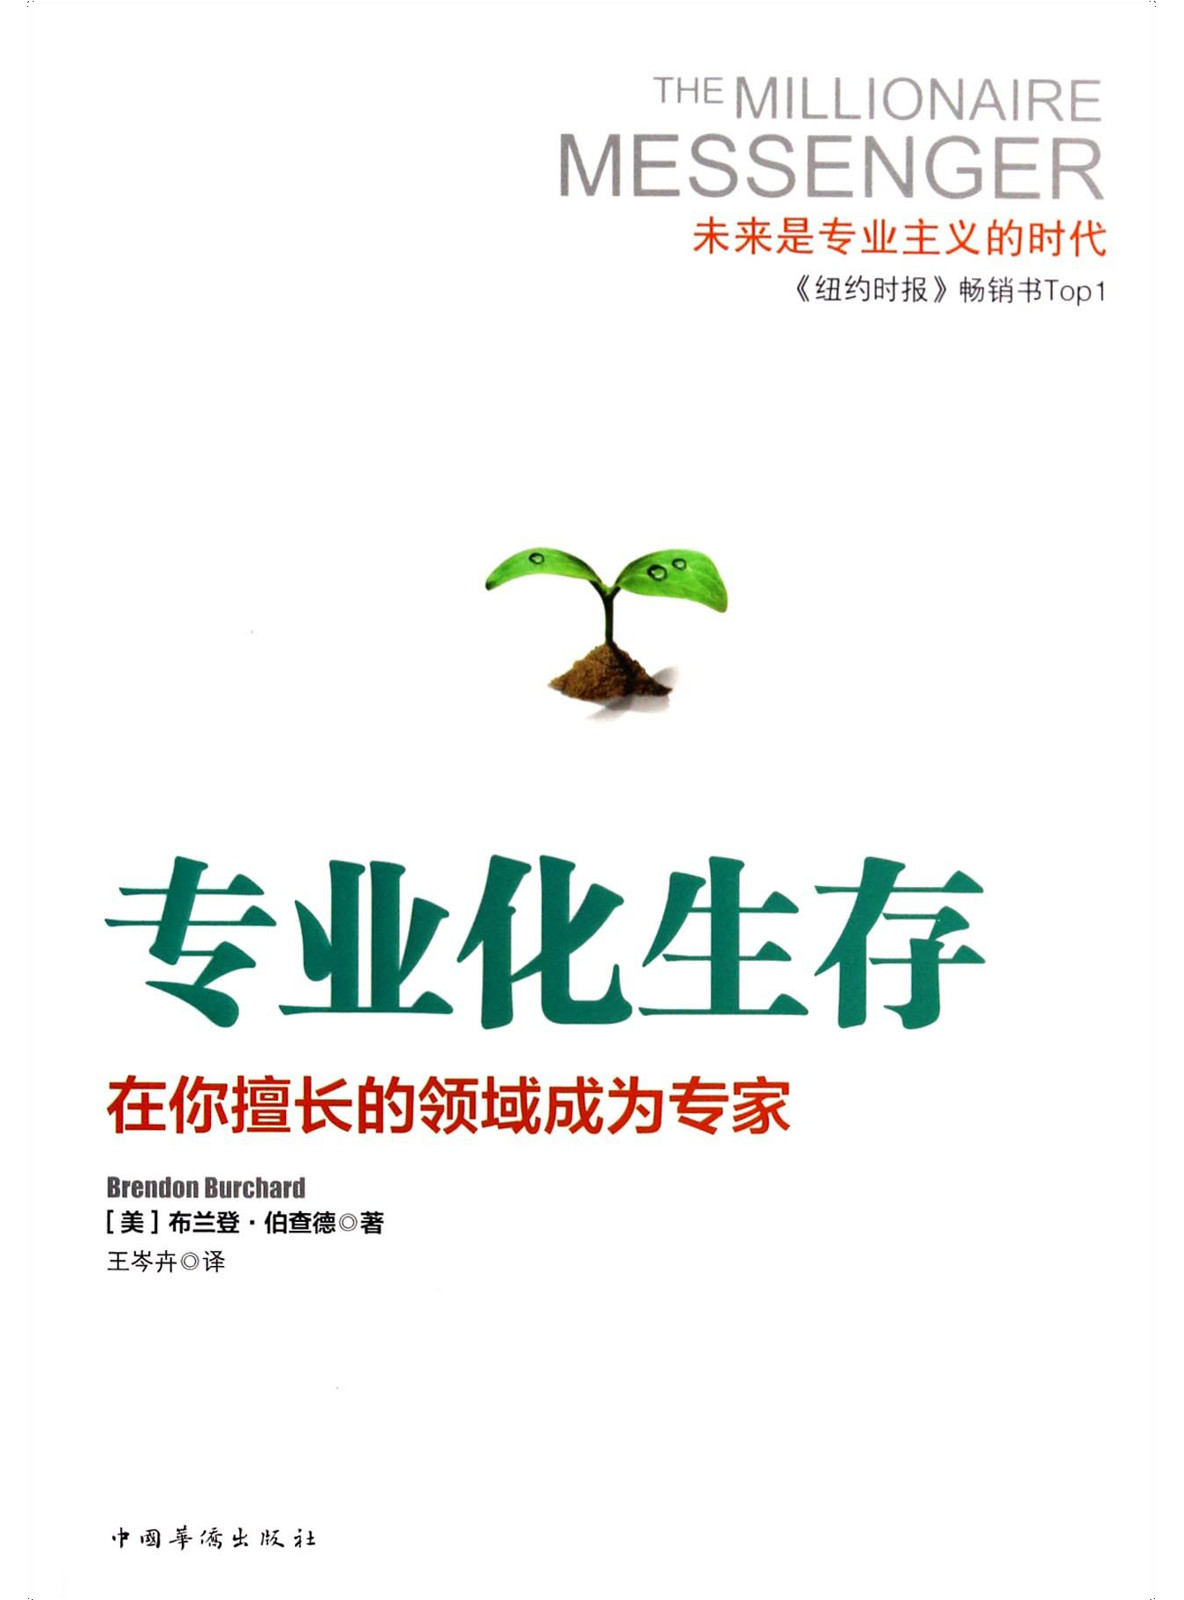 THE MILLIONAIRE
MESSENGER
未来是专业主义的时代
《纽约时报》畅销书Top1
专业化生存
在你擅长的领域成为专家
Brendon Burchard
[美]布兰登·伯查德◎著
王岑卉◎译
中國華僑出版社